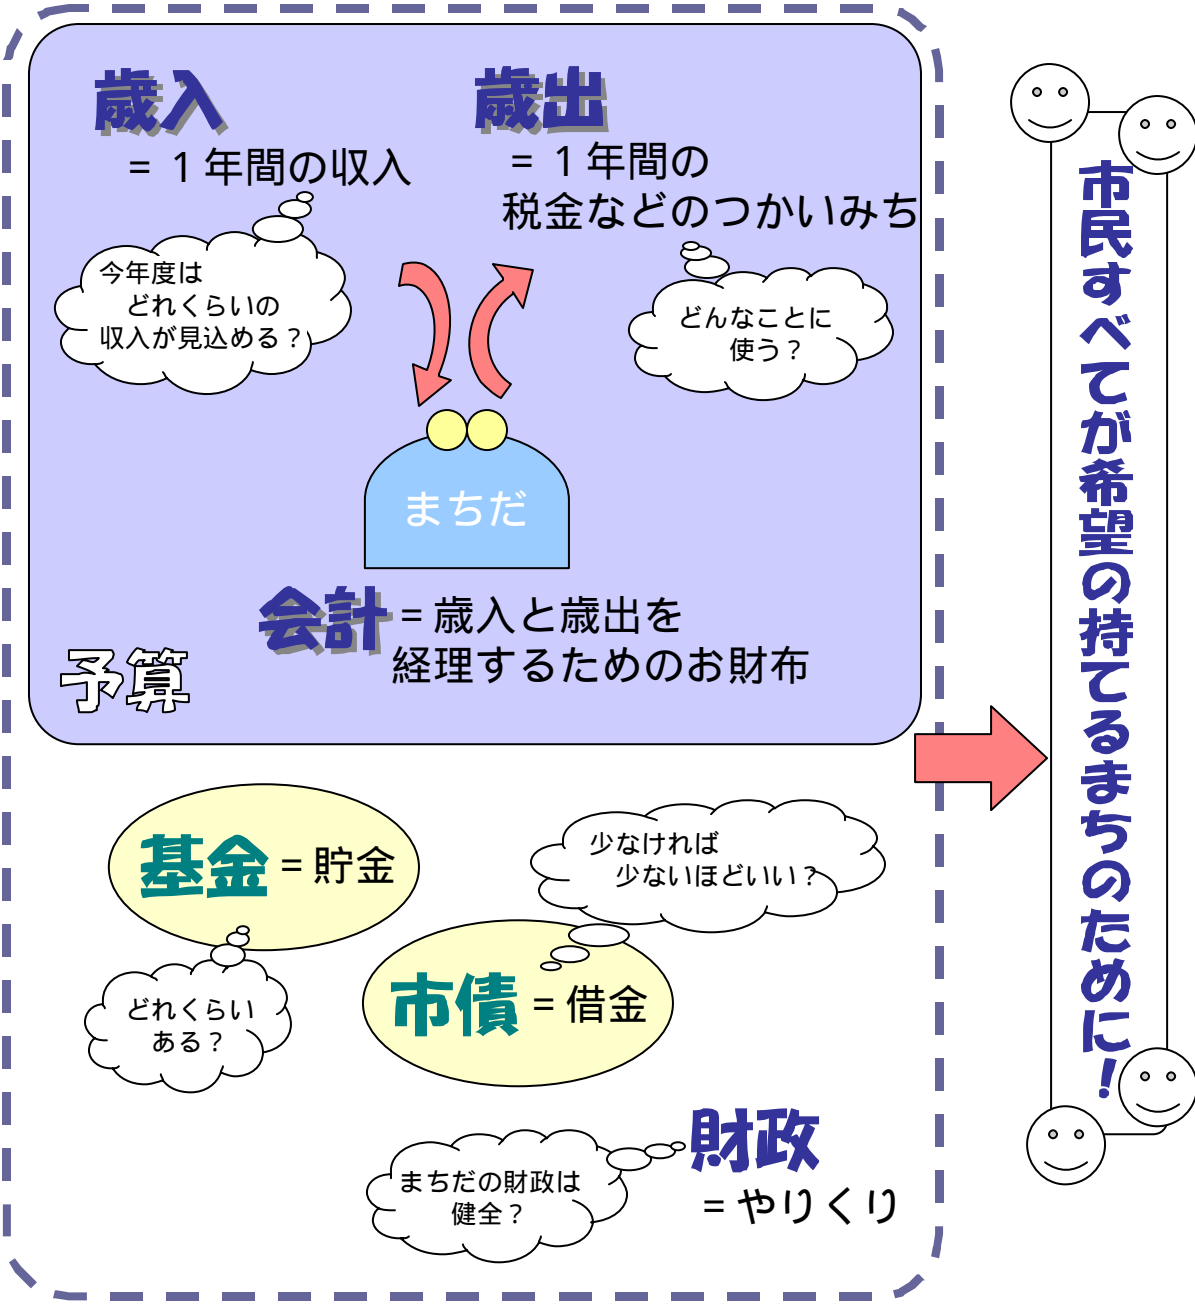 歳入
= 1年間の収入
歳出
= 1年間の
税金などのつかいみち
今年度は
どれくらいの
収入が見込める?
どんなことに
使う?
まちだ
会計 = 歳入と歳出を
経理するためのお財布
予算
基金 = 貯金
少なければ
少ないほどいい?
どれくらい
ある?
市債 = 借金
財政
= やりくり
まちだの財政は
健全?
市民すべてが希望の持てるまちのために!